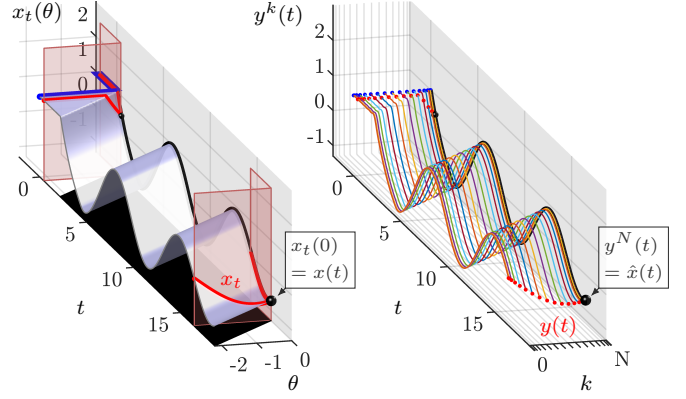 x_t(θ)
2
1
0
-1
0
5
10
15
t
-2
-1
0
θ
x_t
x_t(0)
= x(t)
y^k(t)
2
1
0
-1
0
5
10
15
t
0
N
k
y(t)
y^N(t)
= x̂(t)